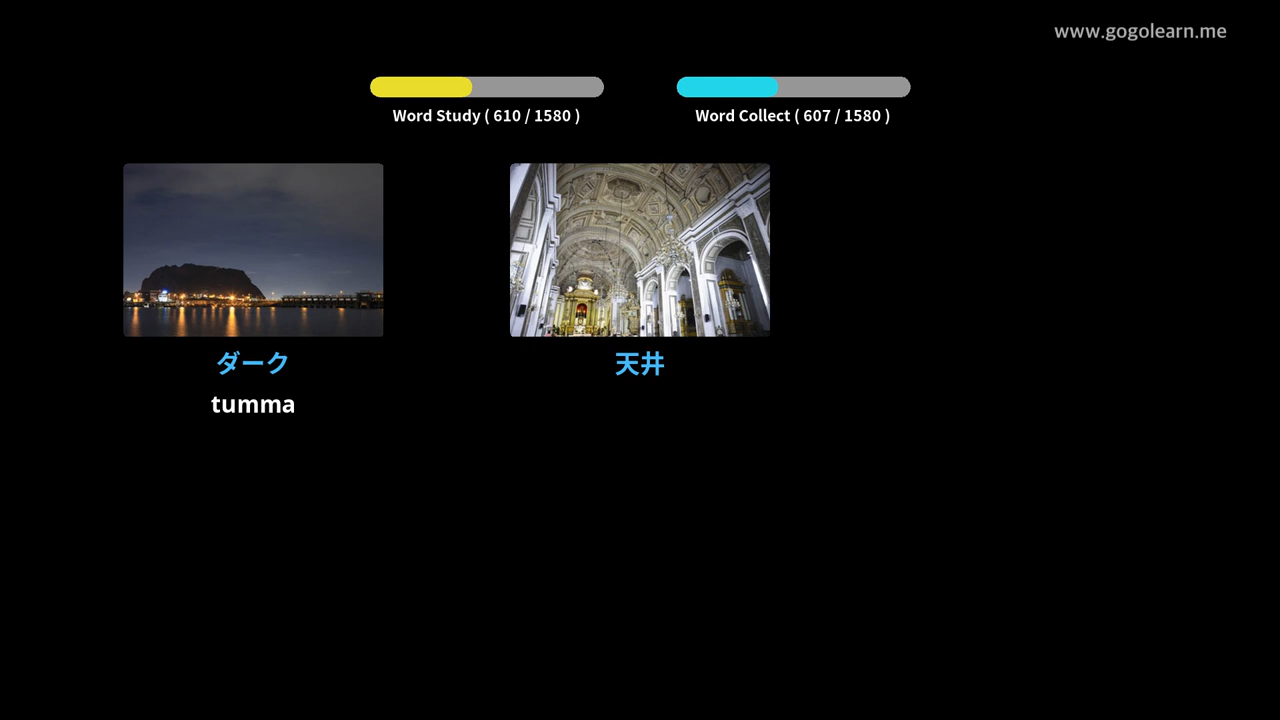 www.gogolearn.me
Word Study ( 610 / 1580 )
Word Collect ( 607 / 1580 )
ダーク
天井
tumma